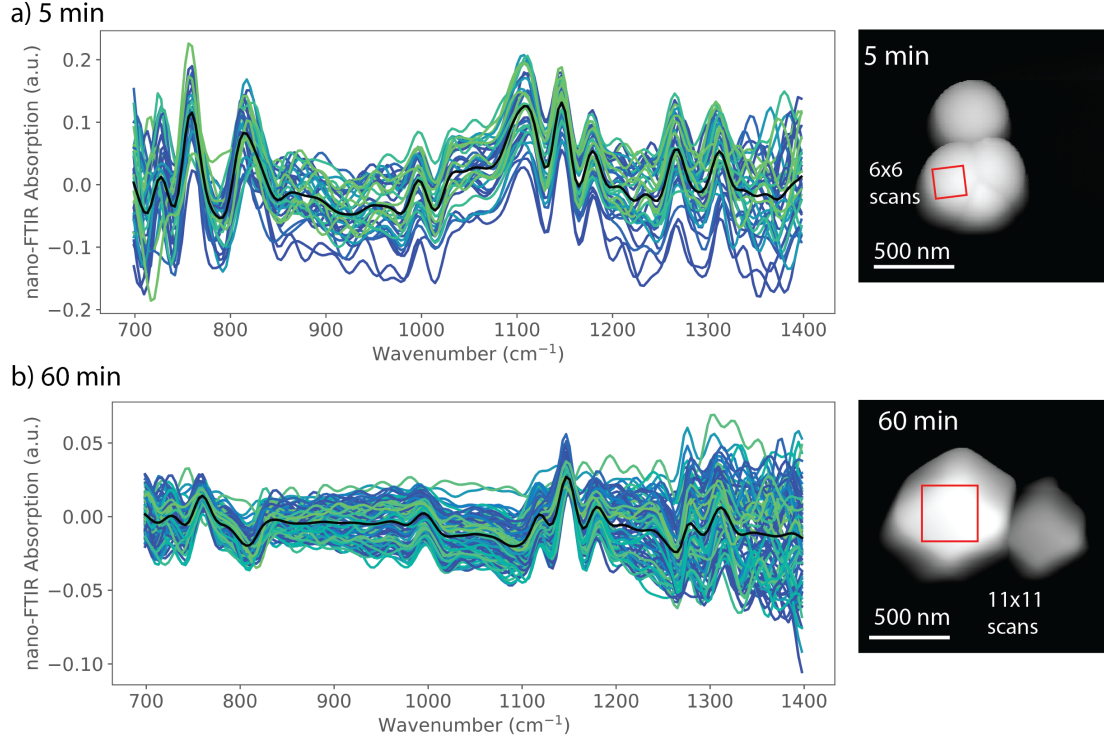 a) 5 min
nano-FTIR Absorption (a.u.)
0.2
0.1
0.0
−0.1
−0.2
700 800 900 1000 1100 1200 1300 1400
Wavenumber (cm⁻¹)
5 min
6x6
scans
500 nm
b) 60 min
nano-FTIR Absorption (a.u.)
0.05
0.00
−0.05
−0.10
700 800 900 1000 1100 1200 1300 1400
Wavenumber (cm⁻¹)
60 min
11x11
scans
500 nm